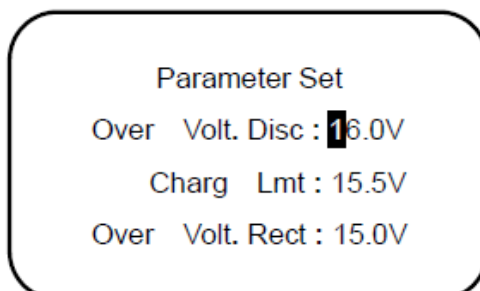 Parameter Set
Over Volt. Disc : 16.0V
Charg Lmt : 15.5V
Over Volt. Rect : 15.0V